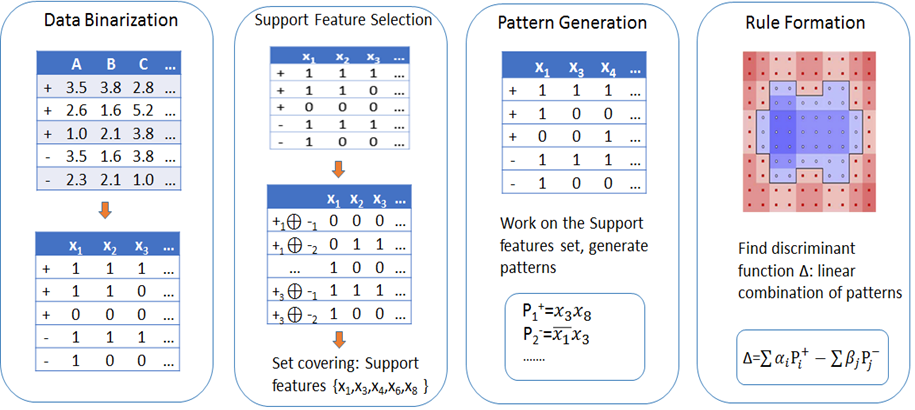 Data Binarization
A B C ...
+ 3.5 3.8 2.8 ...
+ 2.6 1.6 5.2 ...
+ 1.0 2.1 3.8 ...
- 3.5 1.6 3.8 ...
- 2.3 2.1 1.0 ...
x₁ x₂ x₃ ...
+ 1 1 1 ...
+ 1 1 0 ...
+ 0 0 0 ...
- 1 1 1 ...
- 1 0 0 ...
Support Feature Selection
x₁ x₂ x₃ ...
+ 1 1 1 ...
+ 1 1 0 ...
+ 0 0 0 ...
- 1 1 1 ...
- 1 0 0 ...
x₁ x₂ x₃ ...
+₁⊕ -₁ 0 0 0 ...
+₁⊕ -₂ 0 1 1 ...
... 1 0 0 ...
+₃⊕ -₁ 1 1 1 ...
+₃⊕ -₂ 1 0 0 ...
Set covering: Support
features {x₁,x₃,x₄,x₆,x₈ }
Pattern Generation
x₁ x₃ x₄ ...
+ 1 1 1 ...
+ 1 0 0 ...
+ 0 0 1 ...
- 1 1 1 ...
- 1 0 0 ...
Work on the Support
features set, generate
patterns
P₁⁺=x₃x₈
P₂⁻=x̅₁x₃
.......
Rule Formation
Find discriminant
function Δ: linear
combination of patterns
Δ=∑ αᵢPᵢ⁺ − ∑ βⱼPⱼ⁻